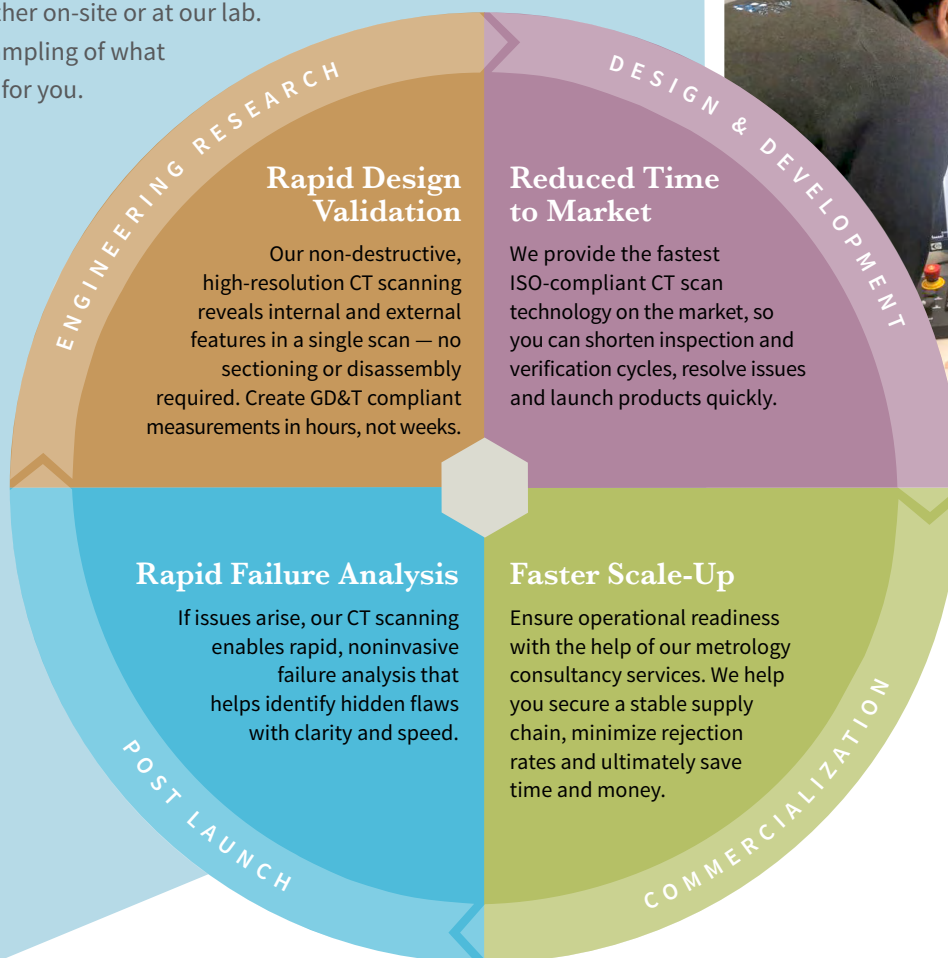 on-site or at our lab.
of what
for you.
ENGINEERING RESEARCH
Rapid Design
Validation
Our non-destructive,
high-resolution CT scanning
reveals internal and external
features in a single scan — no
sectioning or disassembly
required. Create GD&T compliant
measurements in hours, not weeks.
DESIGN & DEVELOPMENT
Reduced Time
to Market
We provide the fastest
ISO-compliant CT scan
technology on the market, so
you can shorten inspection and
verification cycles, resolve issues
and launch products quickly.
Rapid Failure Analysis
If issues arise, our CT scanning
enables rapid, noninvasive
failure analysis that
helps identify hidden flaws
with clarity and speed.
POST LAUNCH
Faster Scale-Up
Ensure operational readiness
with the help of our metrology
consultancy services. We help
you secure a stable supply
chain, minimize rejection
rates and ultimately save
time and money.
COMMERCIALIZATION